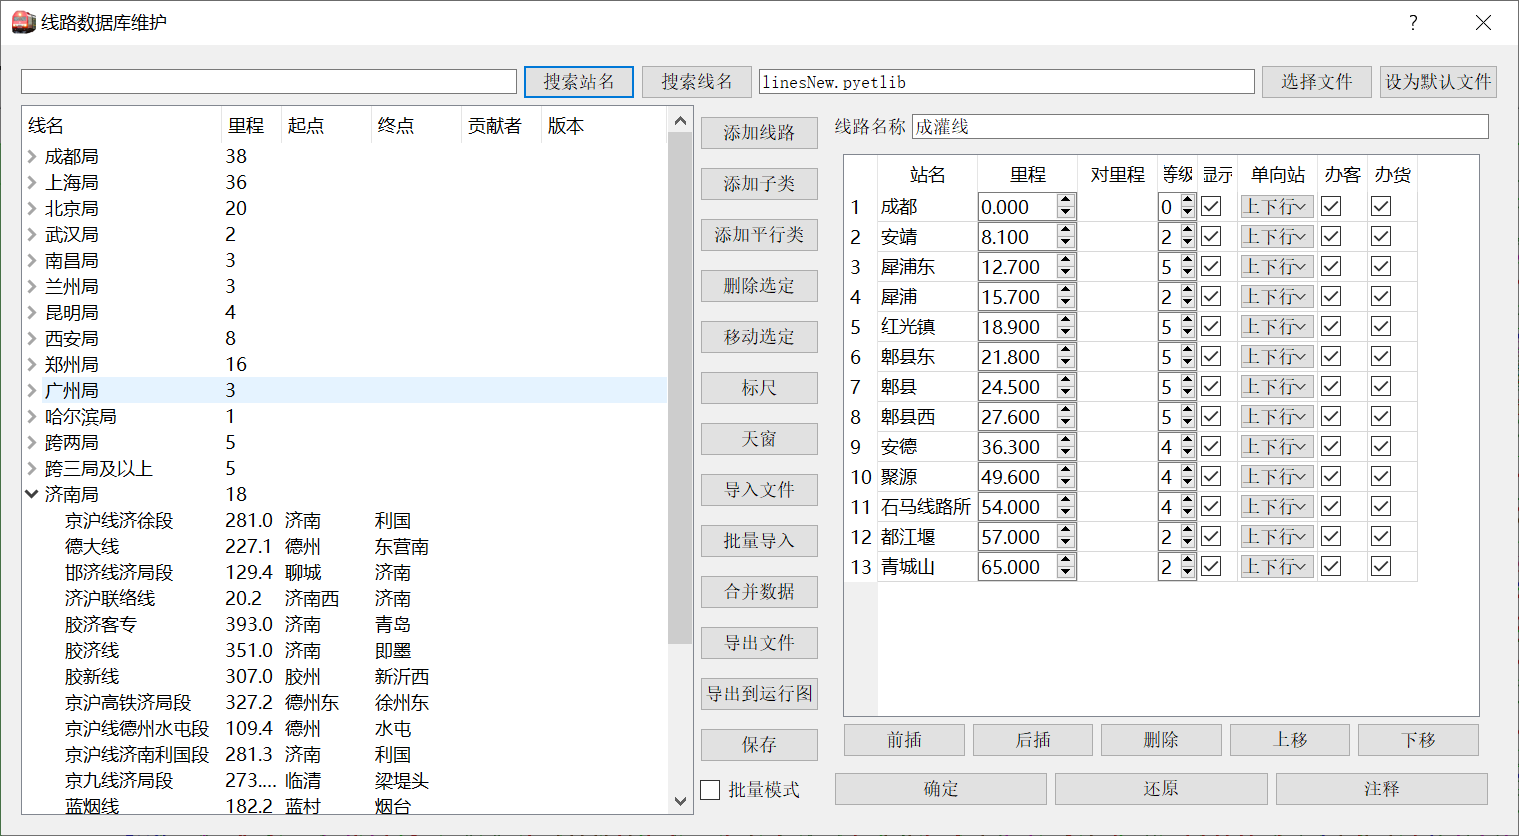 线路数据库维护 ?
搜索站名 搜索线名 linesNew.pyetlib 选择文件 设为默认文件
线名 里程 起点 终点 贡献者 版本
成都局 38
上海局 36
北京局 20
武汉局 2
南昌局 3
兰州局 3
昆明局 4
西安局 8
郑州局 16
广州局 3
哈尔滨局 1
跨两局 5
跨三局及以上 5
济南局 18
京沪线济徐段 281.0 济南 利国
德大线 227.1 德州 东营南
邯济线济局段 129.4 聊城 济南
济沪联络线 20.2 济南西 济南
胶济客专 393.0 济南 青岛
胶济线 351.0 济南 即墨
胶新线 307.0 胶州 新沂西
京沪高铁济局段 327.2 德州东 徐州东
京沪线德州水屯段 109.4 德州 水屯
京沪线济南利国段 281.3 济南 利国
京九线济局段 273.... 临清 梁堤头
蓝烟线 182.2 蓝村 烟台
添加线路
添加子类
添加平行类
删除选定
移动选定
标尺
天窗
导入文件
批量导入
合并数据
导出文件
导出到运行图
保存
批量模式
线路名称 成灌线
站名 里程 对里程 等级 显示 单向站 办客 办货
1 成都 0.000 0 上下行
2 安靖 8.100 2 上下行
3 犀浦东 12.700 5 上下行
4 犀浦 15.700 2 上下行
5 红光镇 18.900 5 上下行
6 郫县东 21.800 5 上下行
7 郫县 24.500 5 上下行
8 郫县西 27.600 5 上下行
9 安德 36.300 4 上下行
10 聚源 49.600 4 上下行
11 石马线路所 54.000 4 上下行
12 都江堰 57.000 2 上下行
13 青城山 65.000 2 上下行
前插 后插 删除 上移 下移
确定 还原 注释